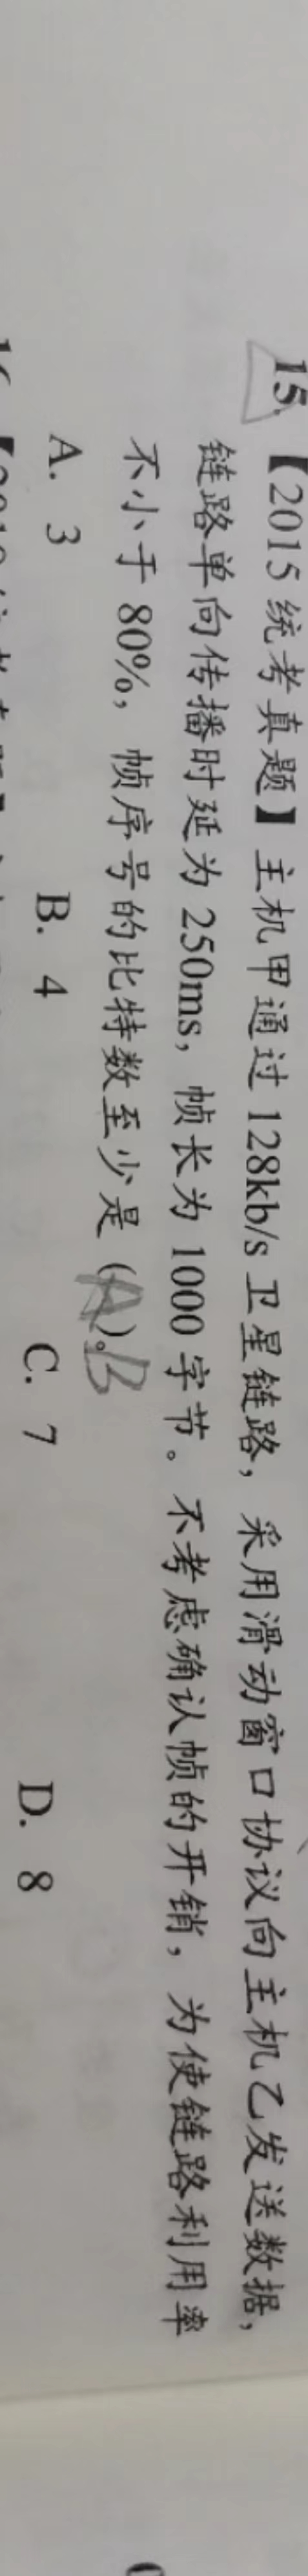 15.【2015 统考真题】主机甲通过 128kb/s 卫星链路，采用滑动窗口协议向主机乙发送数据，
链路单向传播时延为 250ms，帧长为 1000 字节。不考虑确认帧的开销，为使链路利用率
不小于 80%，帧序号的比特数至少是（A）。B
A. 3 B. 4 C. 7 D. 8